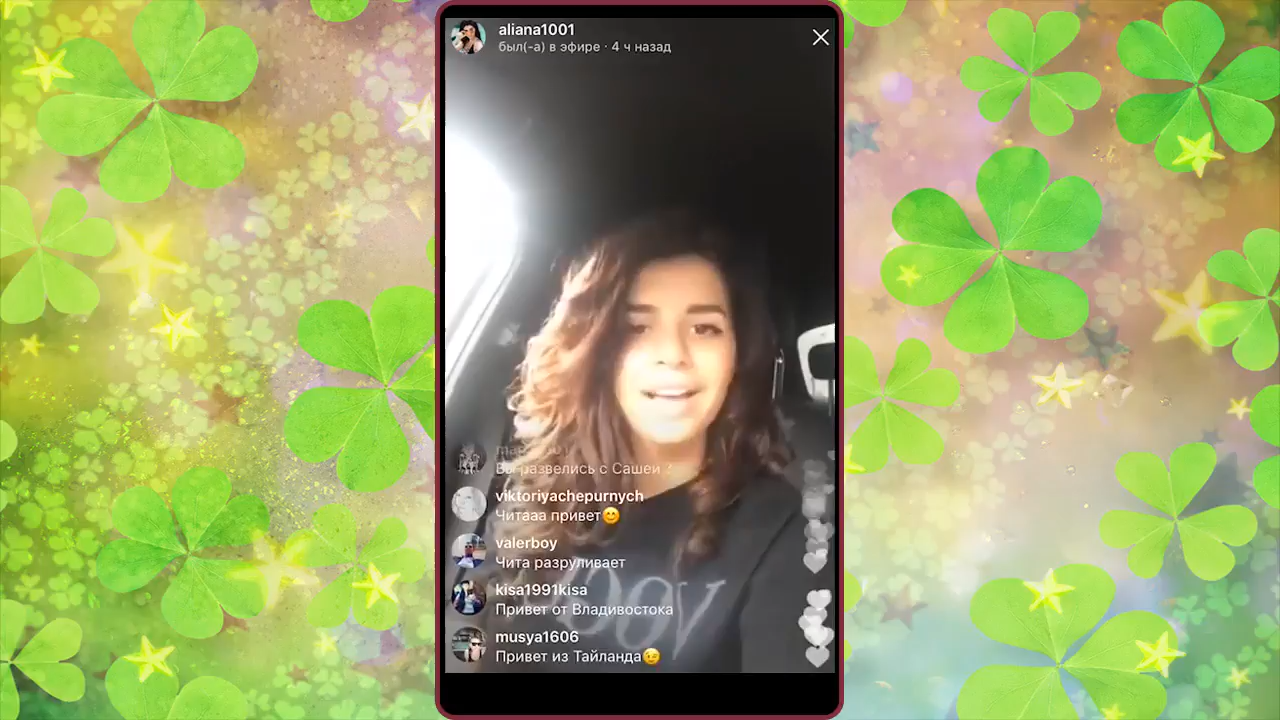 aliana1001
был(-а) в эфире · 4 ч назад
Вы развелись с Сашей ?
viktoriyachepurnych
Читааа привет😊
valerboy
Чита разруливает
kisa1991kisa
Привет от Владивостока
musya1606
Привет из Тайланда😉